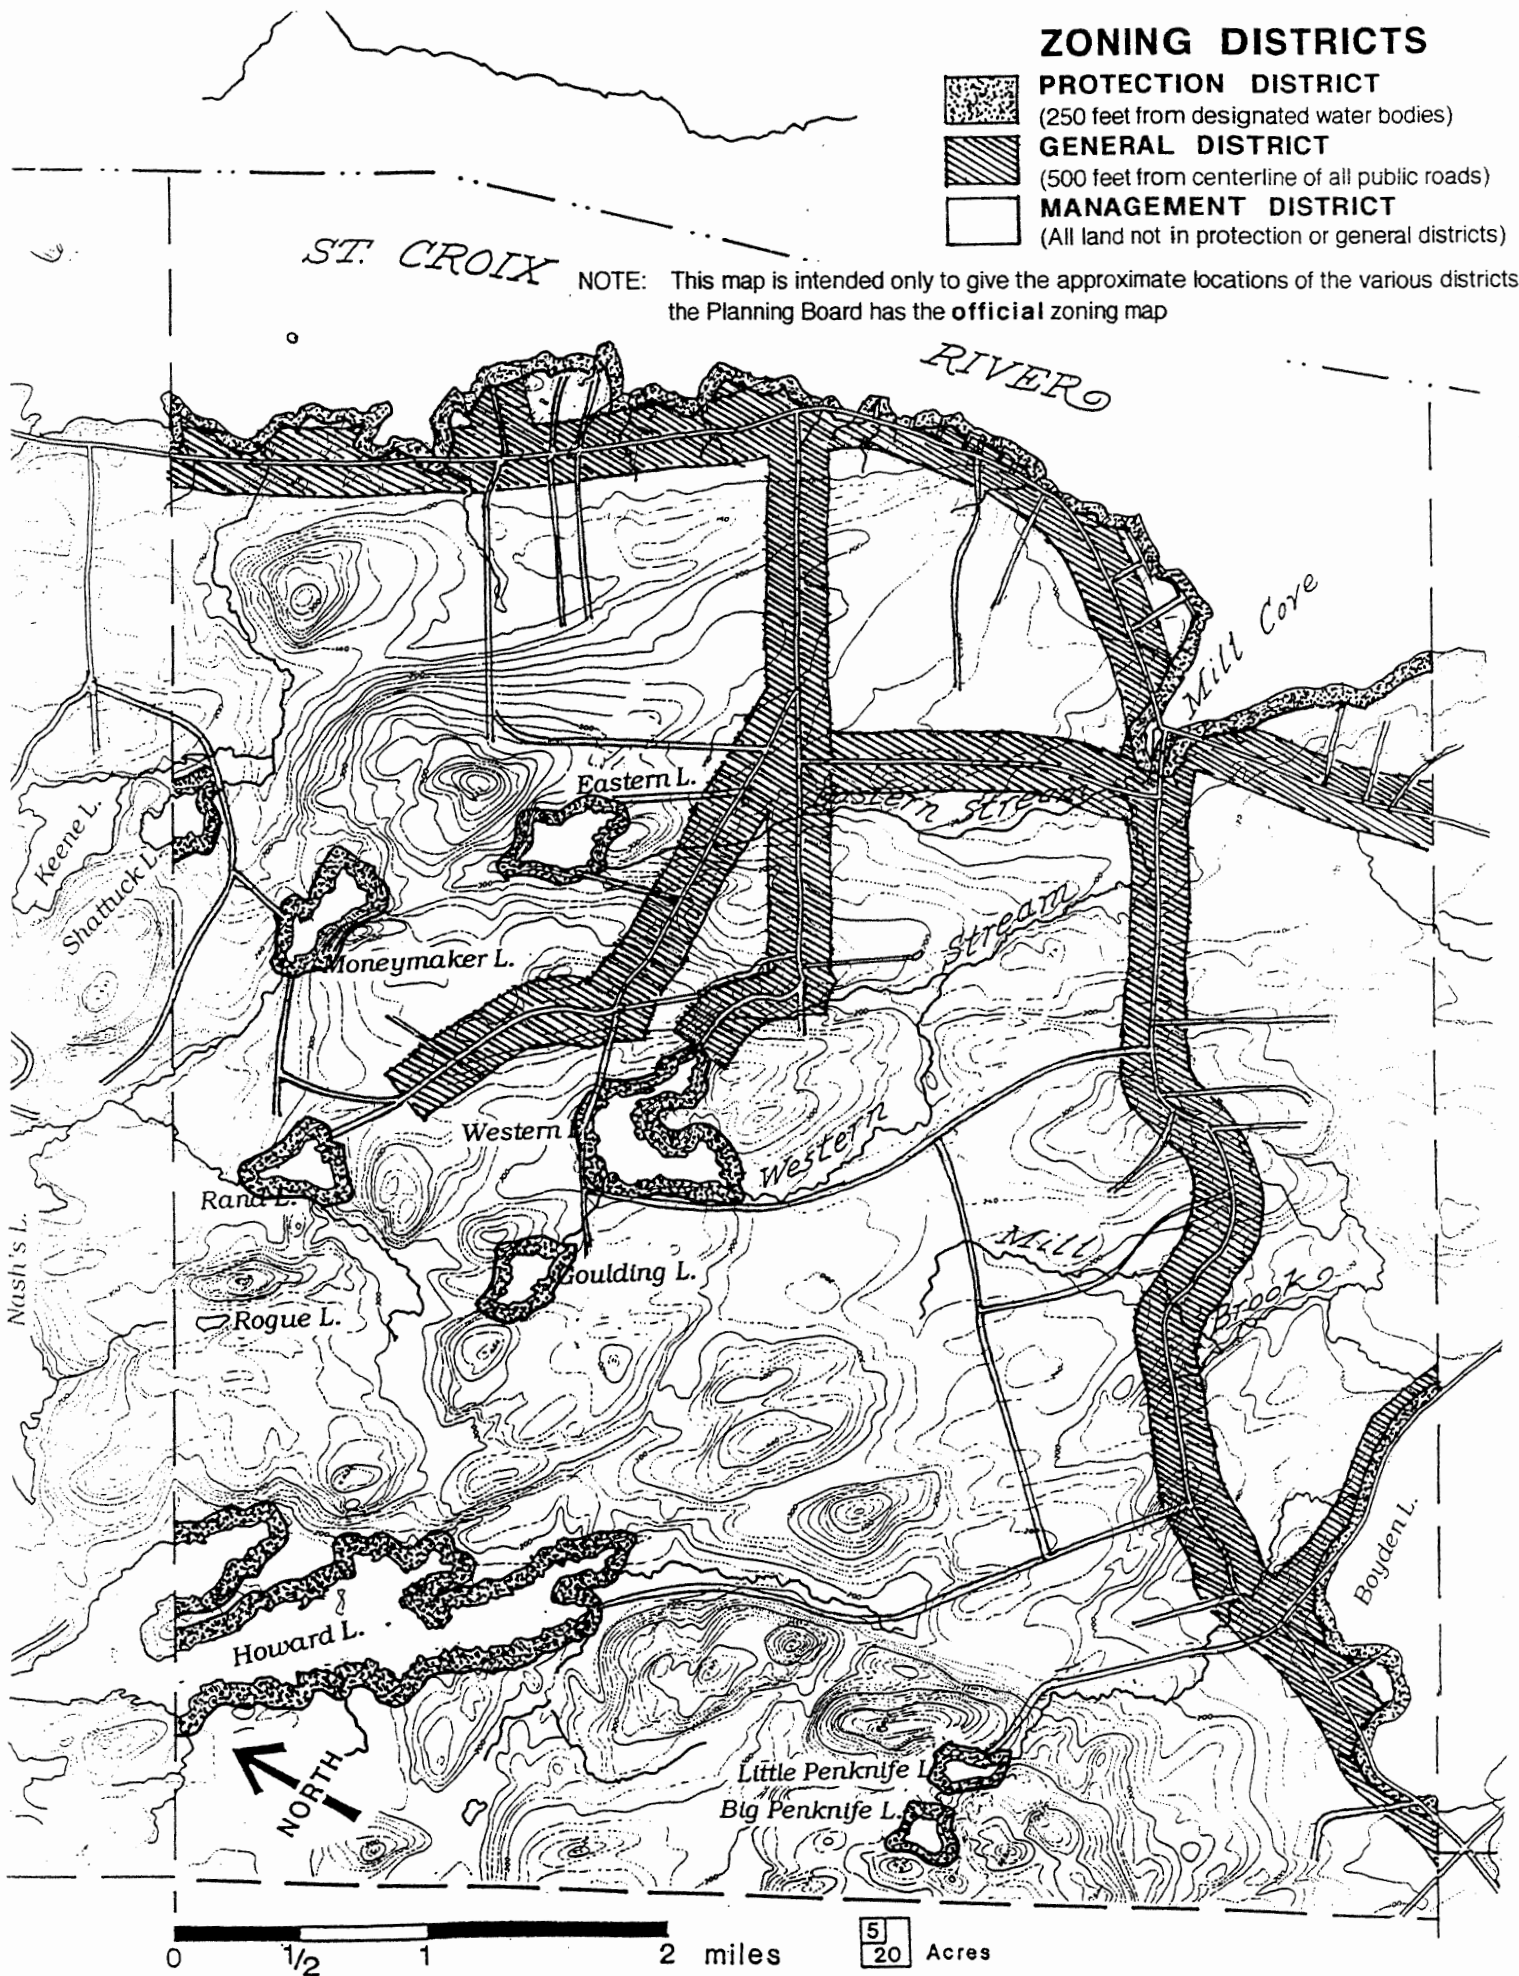 ZONING DISTRICTS
PROTECTION DISTRICT
(250 feet from designated water bodies)
GENERAL DISTRICT
(500 feet from centerline of all public roads)
MANAGEMENT DISTRICT
(All land not in protection or general districts)
ST. CROIX
NOTE: This map is intended only to give the approximate locations of the various districts
the Planning Board has the official zoning map
RIVER
Mill Cove
Eastern L.
stern stream
Keene L.
Shattuck L.
Stream
Moneymaker L.
Western
Western
Rand L.
Mill
Nash's L.
Goulding L.
Brook
Rogue L.
Boyden L.
Howard L.
NORTH
Little Penknife L
Big Penknife L.
0 1/2 1 2 miles
5
20 Acres